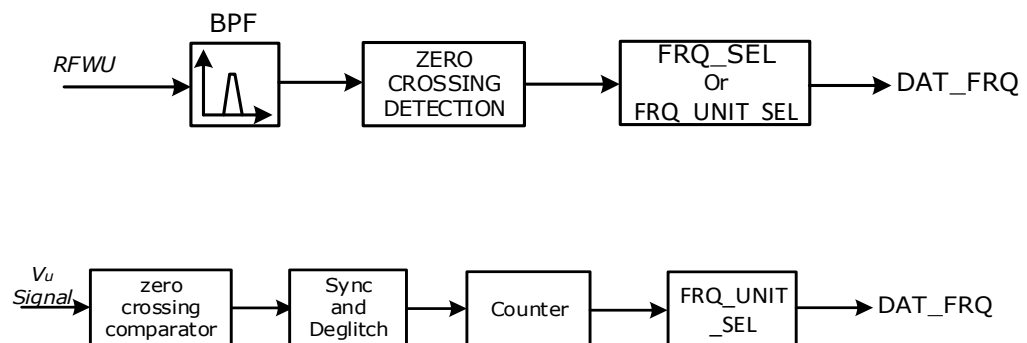 BPF
RFWU
ZERO
CROSSING
DETECTION
FRQ_SEL
Or
FRQ_UNIT_SEL
DAT_FRQ
Vu
Signal
zero
crossing
comparator
Sync
and
Deglitch
Counter
FRQ_UNIT
_SEL
DAT_FRQ